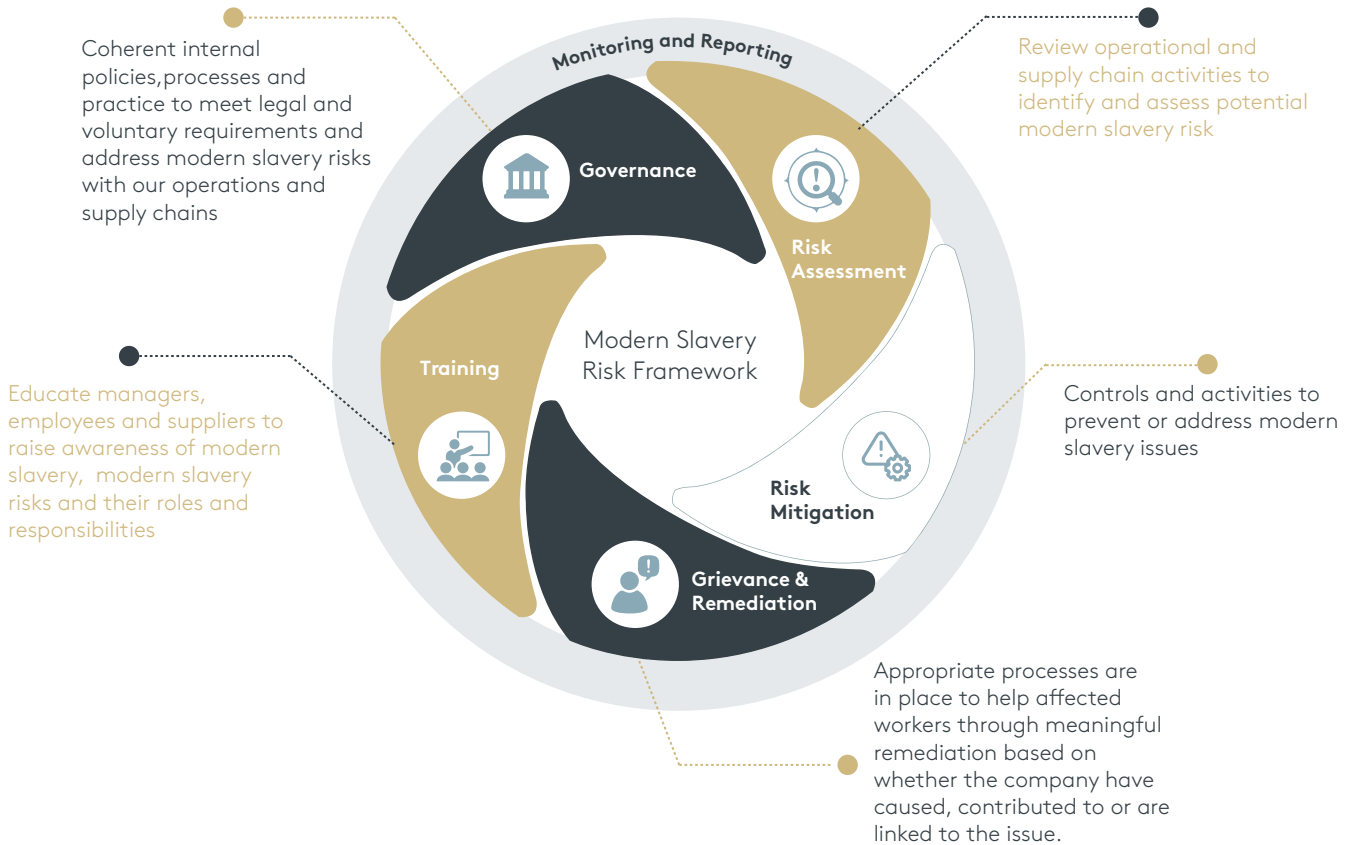 Monitoring and Reporting
Coherent internal
policies,processes and
practice to meet legal and
voluntary requirements and
address modern slavery risks
with our operations and
supply chains
Governance
Review operational and
supply chain activities to
identify and assess potential
modern slavery risk
Risk
Assessment
Modern Slavery
Risk Framework
Training
Educate managers,
employees and suppliers to
raise awareness of modern
slavery,  modern slavery
risks and their roles and
responsibilities
Controls and activities to
prevent or address modern
slavery issues
Risk
Mitigation
Grievance &
Remediation
Appropriate processes are
in place to help affected
workers through meaningful
remediation based on
whether the company have
caused, contributed to or are
linked to the issue.